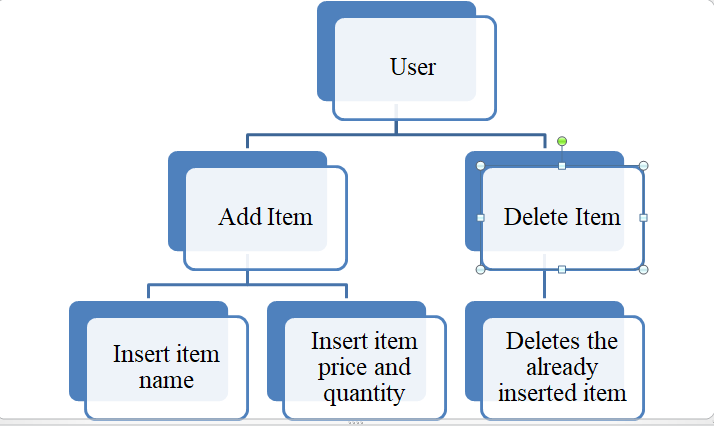 User
Add Item
Delete Item
Insert item
name
Insert item
price and
quantity
Deletes the
already
inserted item